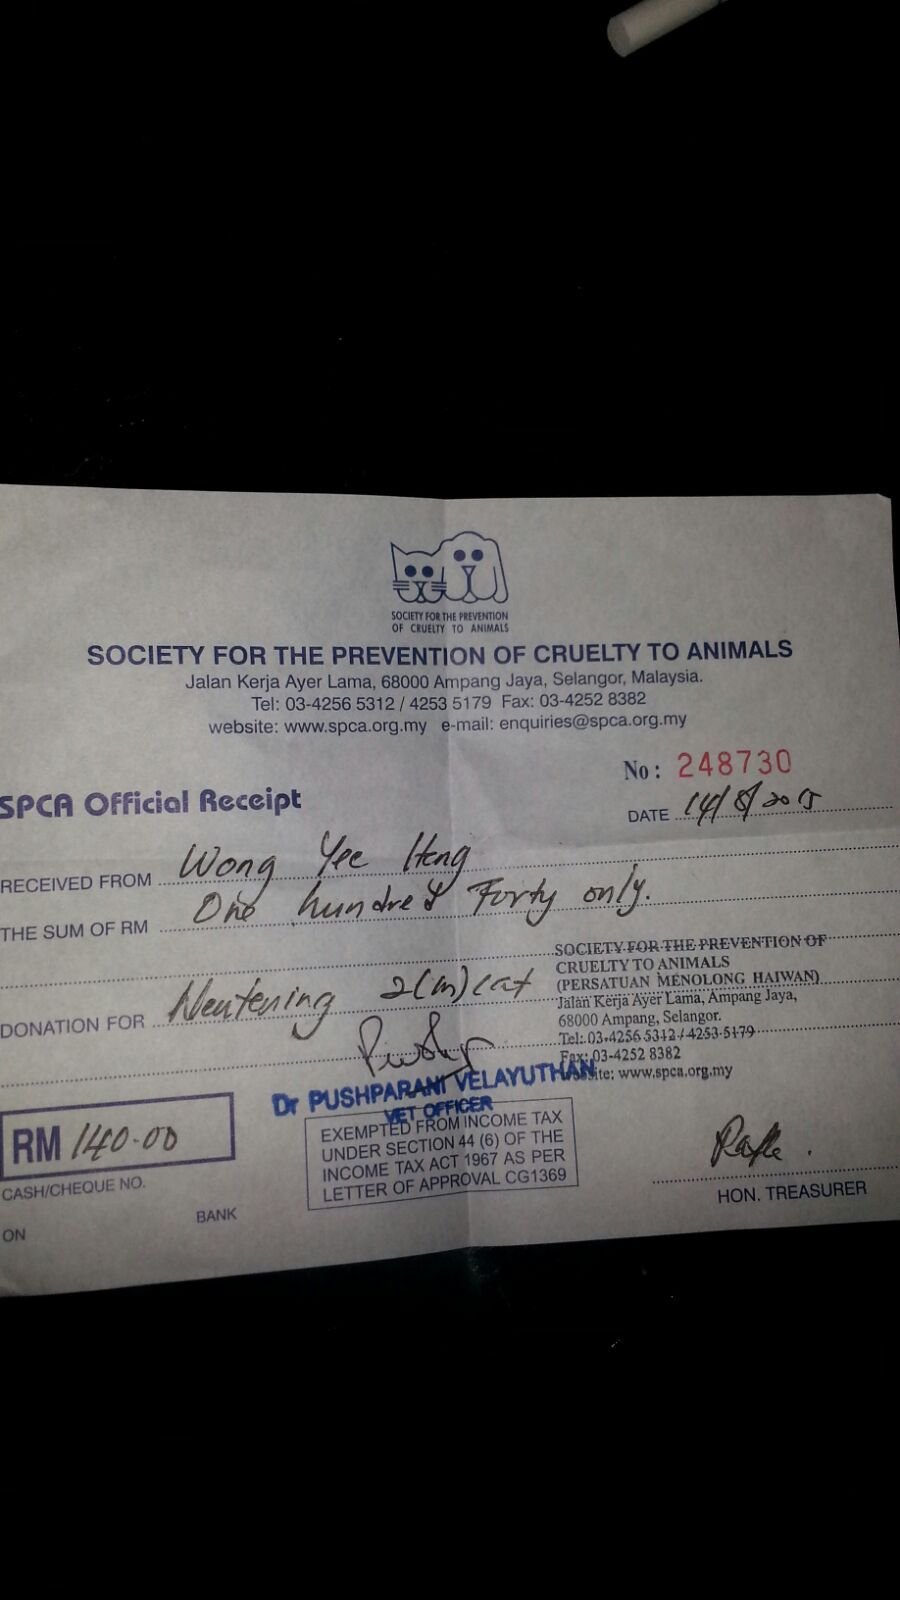 SOCIETY FOR THE PREVENTION
OF CRUELTY TO ANIMALS
SOCIETY FOR THE PREVENTION OF CRUELTY TO ANIMALS
Jalan Kerja Ayer Lama, 68000 Ampang Jaya, Selangor, Malaysia.
Tel: 03-4256 5312 / 4253 5179 Fax: 03-4252 8382
website: www.spca.org.my e-mail: enquiries@spca.org.my
No: 248730
SPCA Official Receipt
DATE 14/8/2015
RECEIVED FROM Wong Yee Heng
THE SUM OF RM One hundred Forty only.
DONATION FOR Neutering 2(m)cat
SOCIETY FOR THE PREVENTION OF
CRUELTY TO ANIMALS
(PERSATUAN MENOLONG HAIWAN)
Jalan Kerja Ayer Lama, Ampang Jaya,
68000 Ampang, Selangor.
Tel: 03-4256 5312 / 4253 5179
Fax: 03-4252 8382
website: www.spca.org.my
Dr PUSHPARANI VELAYUTHAN
VET OFFICER
RM 140.00
EXEMPTED FROM INCOME TAX
UNDER SECTION 44 (6) OF THE
INCOME TAX ACT 1967 AS PER
LETTER OF APPROVAL CG1369
CASH/CHEQUE NO.
HON. TREASURER
ON BANK